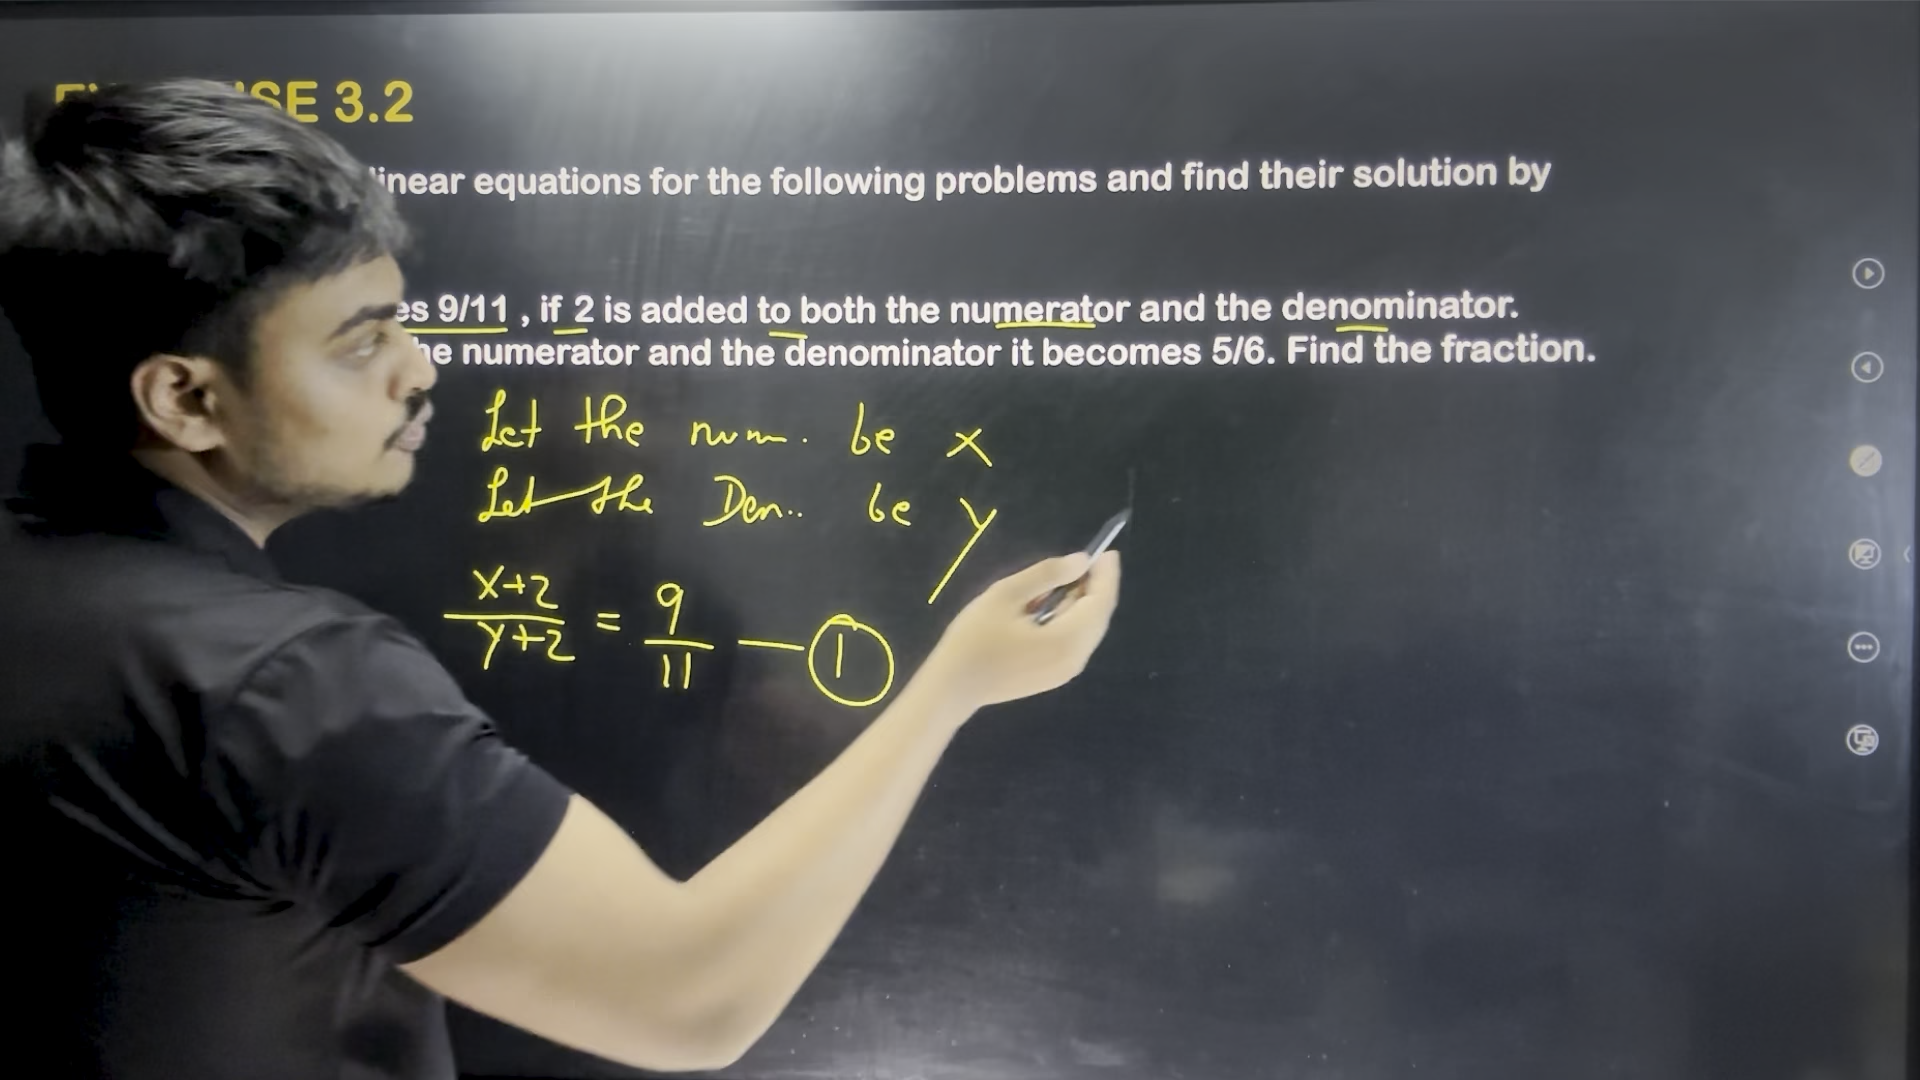 SE 3.2
linear equations for the following problems and find their solution by
es 9/11 , if 2 is added to both the numerator and the denominator.
he numerator and the denominator it becomes 5/6. Find the fraction.
Let the num. be x
Let the Den.. be y
x+2
y+2
=
9
11
— 1